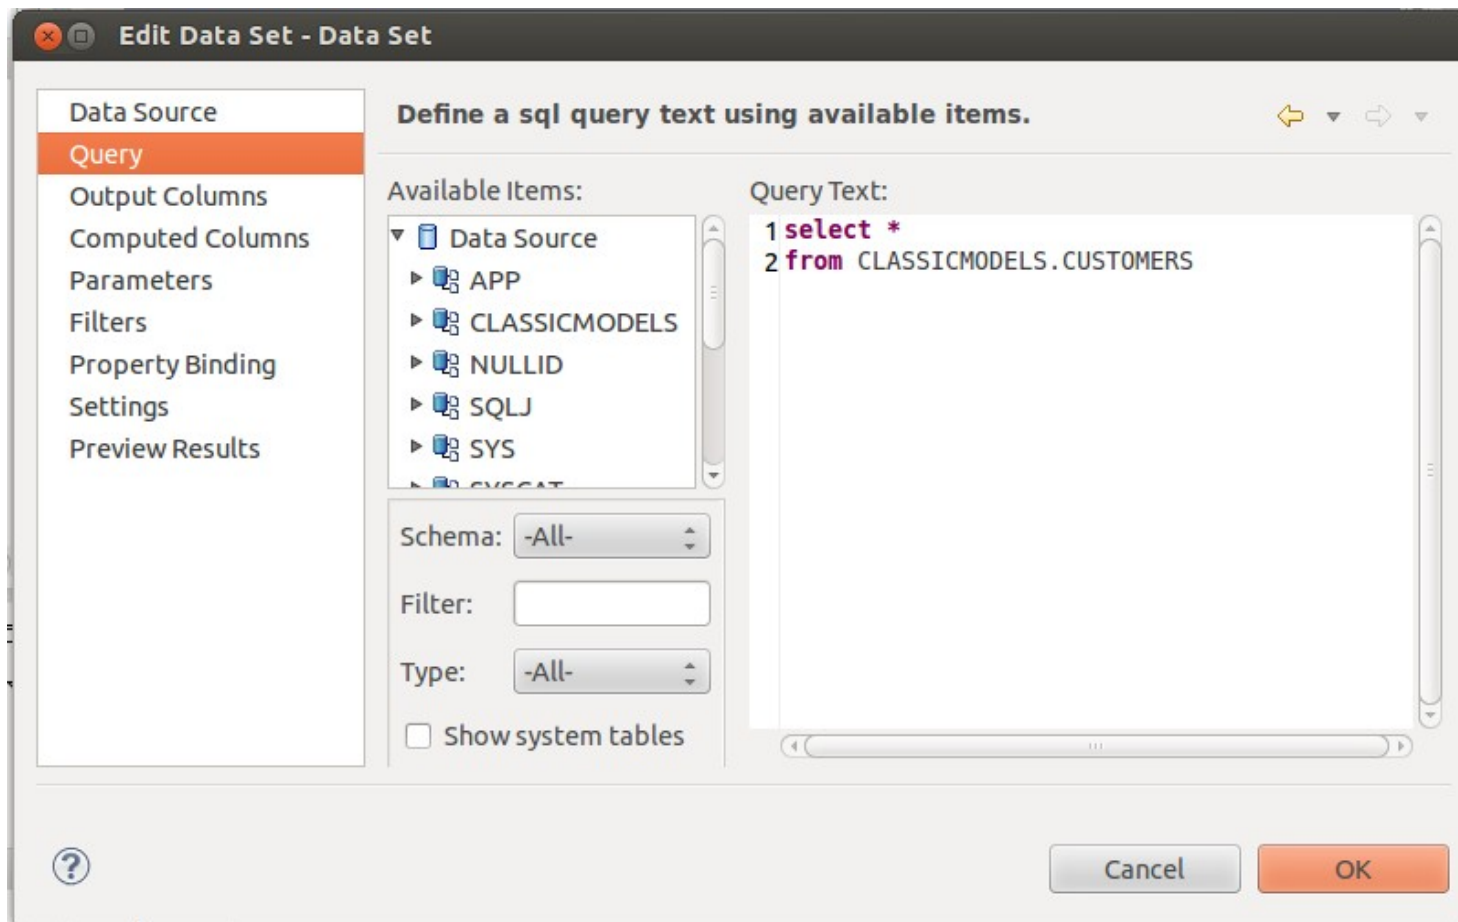 Edit Data Set - Data Set
Data Source
Query
Output Columns
Computed Columns
Parameters
Filters
Property Binding
Settings
Preview Results
Define a sql query text using available items.
Available Items:
Data Source
APP
CLASSICMODELS
NULLID
SQLJ
SYS
SYSCAT
Schema: -All-
Filter:
Type: -All-
Show system tables
Query Text:
1 select *
2 from CLASSICMODELS.CUSTOMERS
?
Cancel
OK